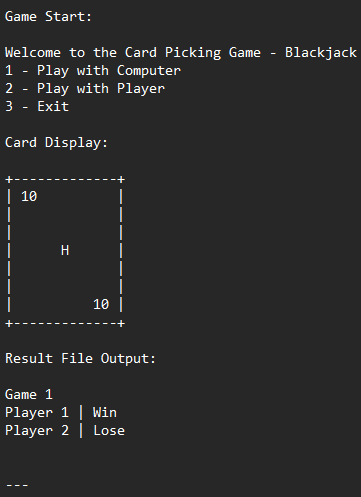 Game Start:
Welcome to the Card Picking Game - Blackjack
1 - Play with Computer
2 - Play with Player
3 - Exit
Card Display:
+-------------+
| 10          |
|             |
|             |
|      H      |
|             |
|             |
|          10 |
+-------------+
Result File Output:
Game 1
Player 1 | Win
Player 2 | Lose
---